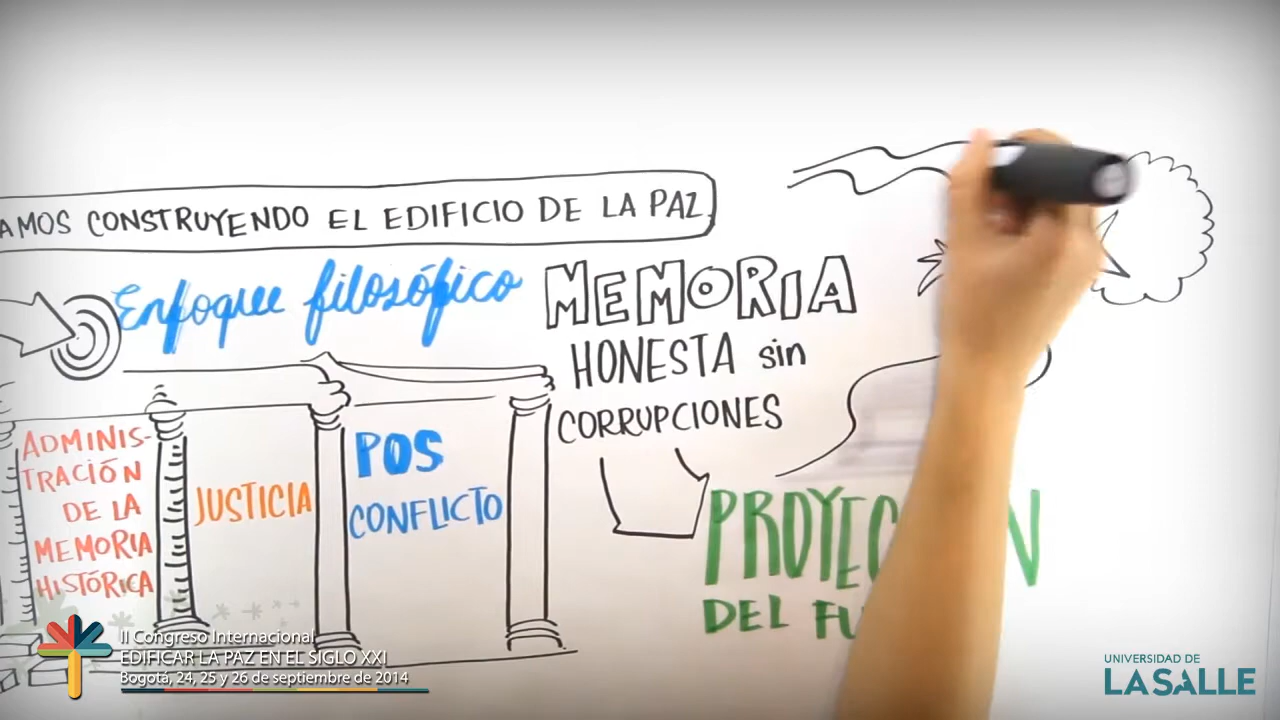 AMOS CONSTRUYENDO EL EDIFICIO DE LA PAZ.
Enfoque filosófico
MEMORIA
HONESTA sin
CORRUPCIONES
ADMINIS-
TRACIÓN
DE LA
MEMORIA
HISTÓRICA
JUSTICIA
POS
CONFLICTO
DEL
II Congreso Internacional
EDIFICAR LA PAZ EN EL SIGLO XXI
Bogotá, 24, 25 y 26 de septiembre de 2014
UNIVERSIDAD DE
LASALLE